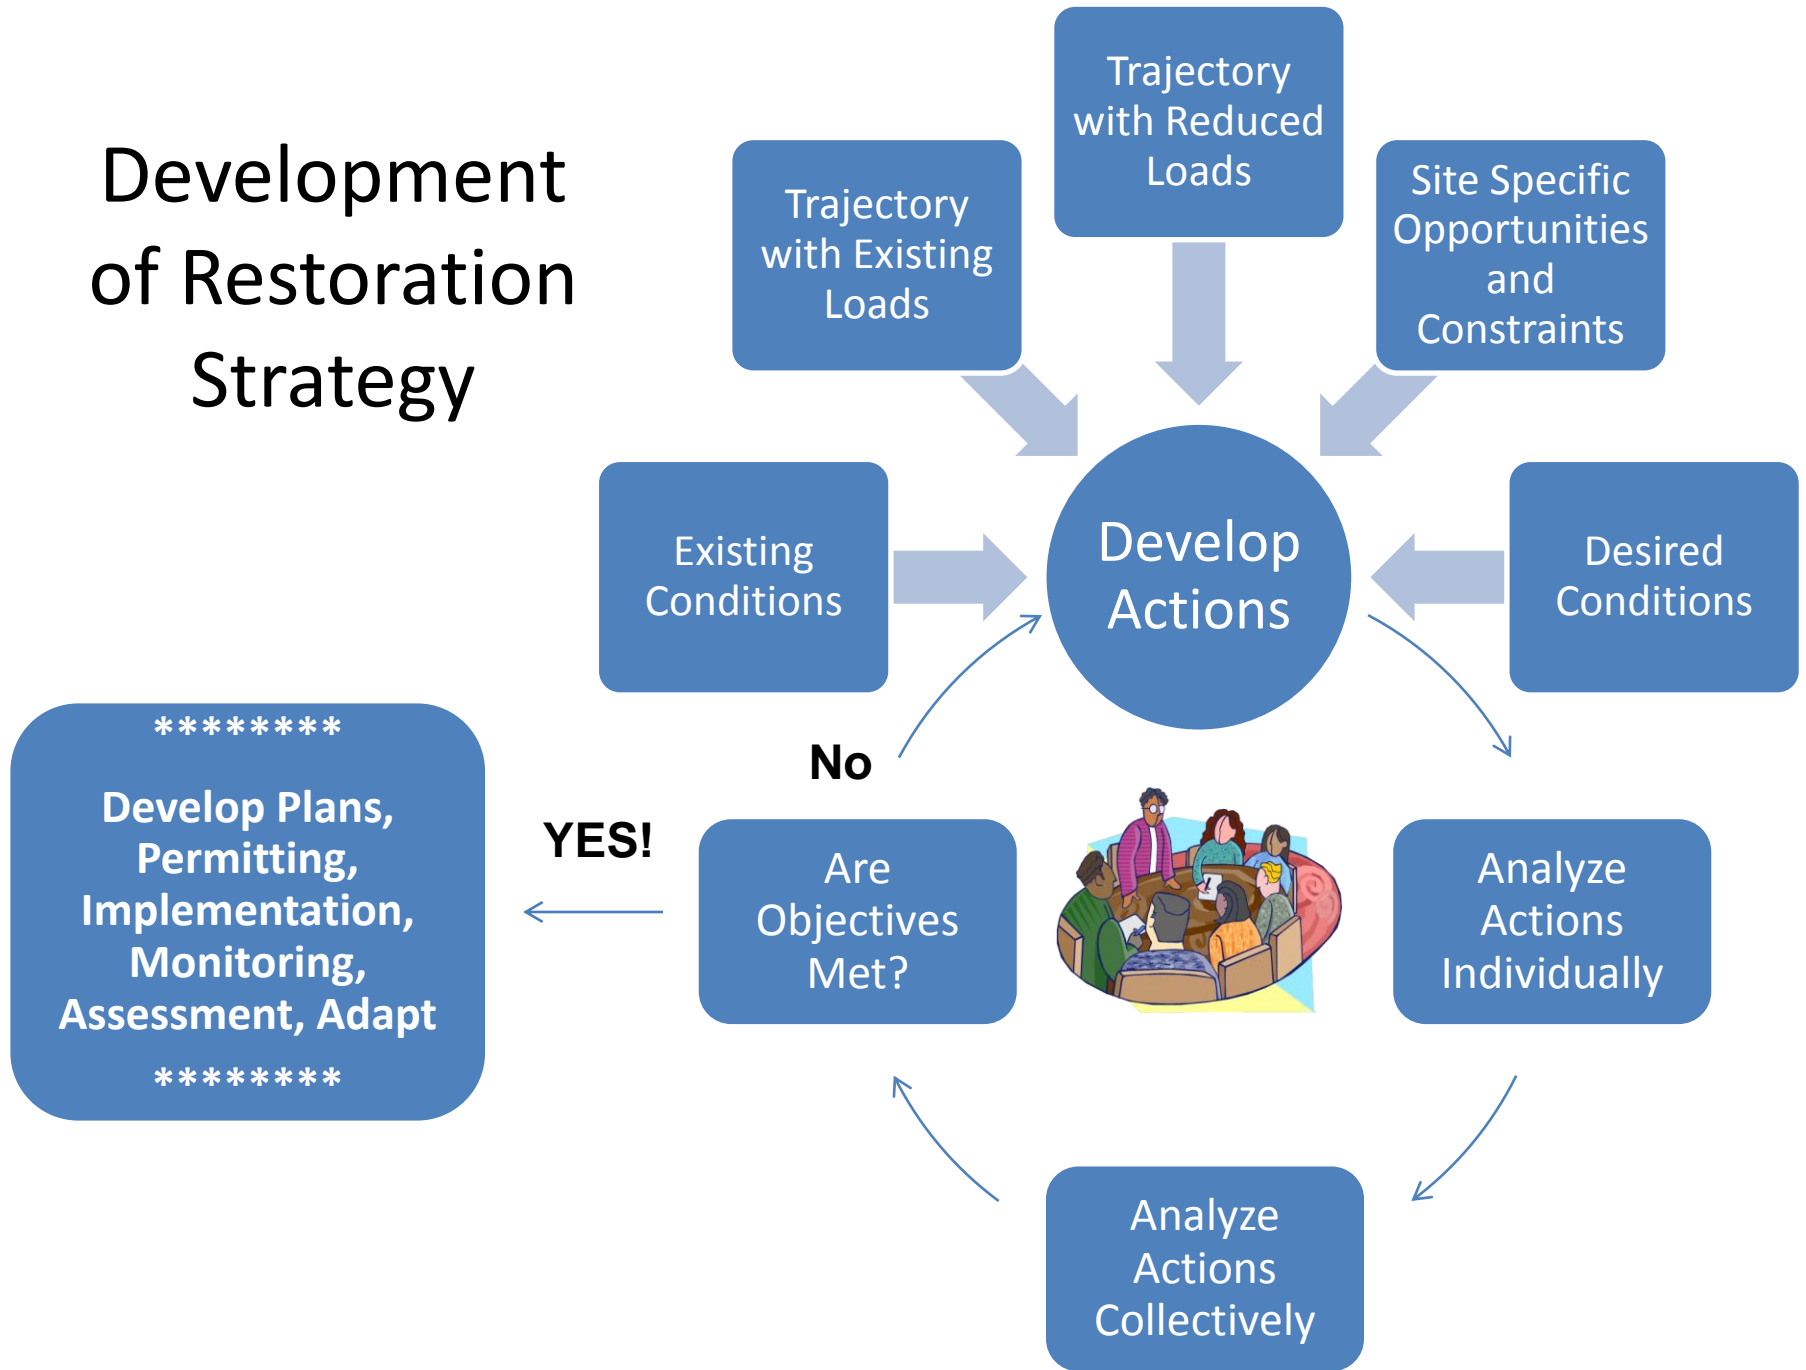 Development
of Restoration
Strategy
Trajectory
with Reduced
Loads
Trajectory
with Existing
Loads
Site Specific
Opportunities
and
Constraints
Existing
Conditions
Develop
Actions
Desired
Conditions
No
YES!
********
Develop Plans,
Permitting,
Implementation,
Monitoring,
Assessment, Adapt
********
Are
Objectives
Met?
Analyze
Actions
Individually
Analyze
Actions
Collectively